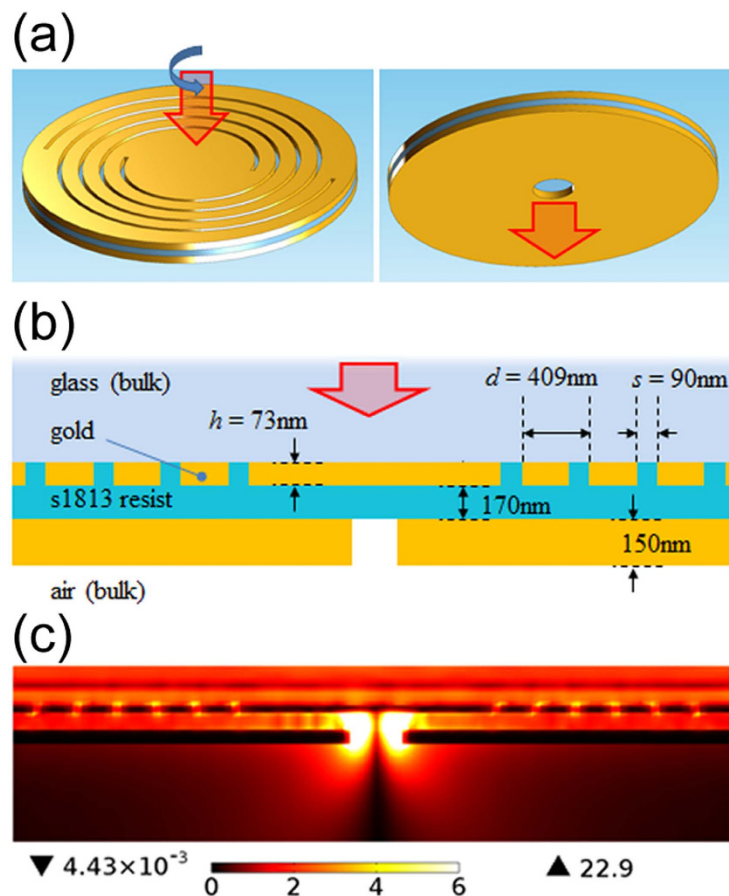 (a)
(b)
glass (bulk)
d = 409nm
s = 90nm
h = 73nm
gold
s1813 resist
170nm
150nm
air (bulk)
(c)
▼ 4.43×10⁻³
0 2 4 6
▲ 22.9